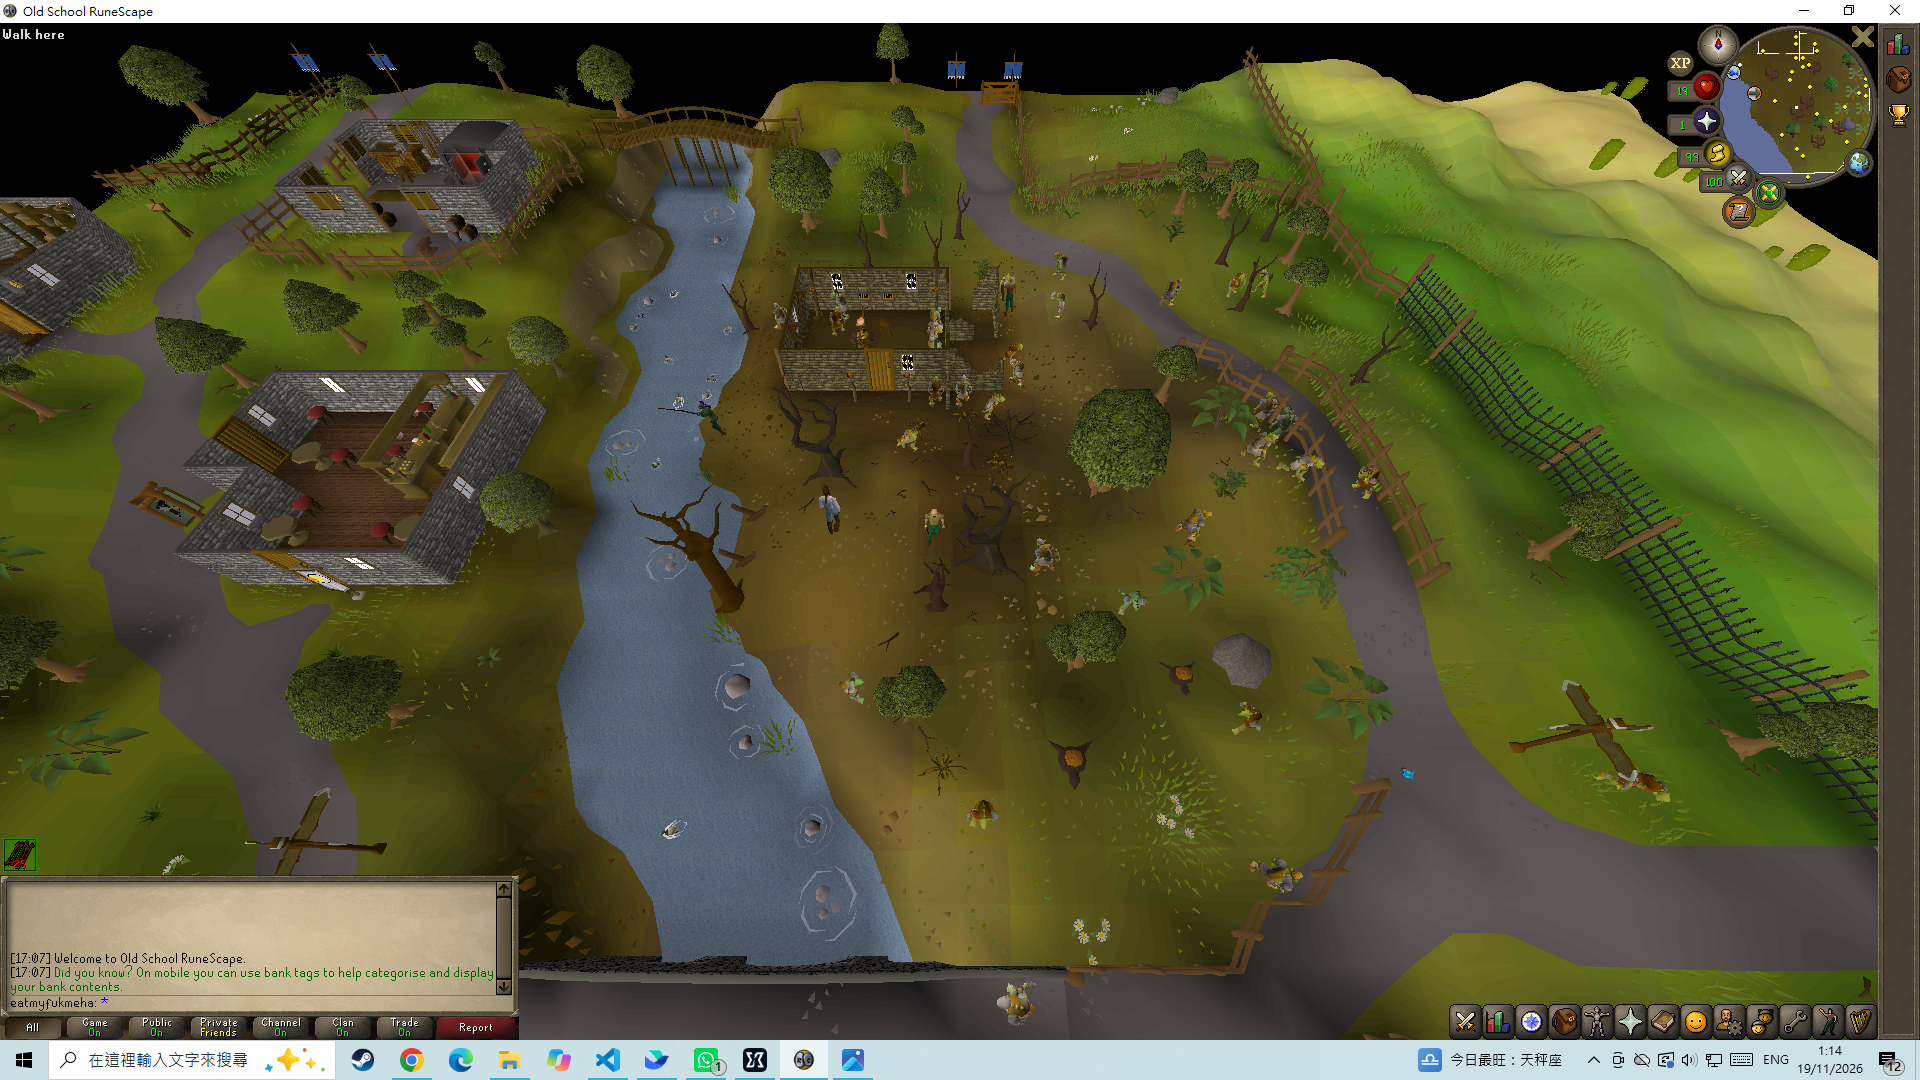 Old School RuneScape
Walk here
N
XP
19
1
99
100
25
[17:07] Welcome to Old School RuneScape.
[17:07] Did you know? On mobile you can use bank tags to help categorise and display
your bank contents.
eatmyfukmeha: *
All
Game
On
Public
On
Private
Friends
Channel
On
Clan
On
Trade
On
Report
在這裡輸入文字來搜尋
1
今日最旺：天秤座
ENG
1:14
19/11/2026
12